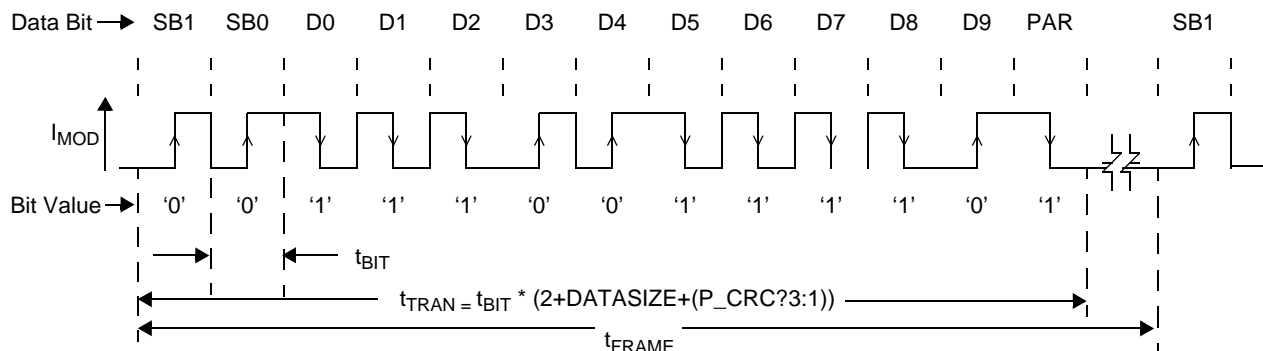 Data Bit SB1 SB0 D0 D1 D2 D3 D4 D5 D6 D7 D8 D9 PAR SB1
IMOD
Bit Value '0' '0' '1' '1' '1' '0' '0' '1' '1' '1' '1' '0' '1'
tBIT
tTRAN = tBIT * (2+DATASIZE+(P_CRC?3:1))
tFRAME